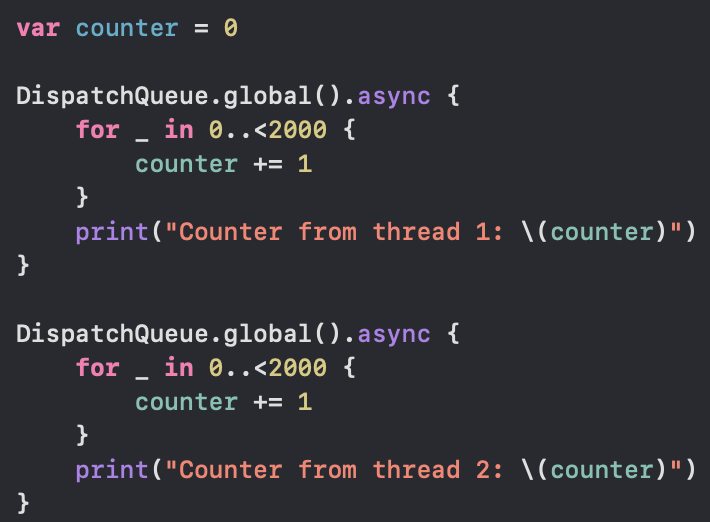 var counter = 0

DispatchQueue.global().async {
    for _ in 0..<2000 {
        counter += 1
    }
    print("Counter from thread 1: \(counter)")
}

DispatchQueue.global().async {
    for _ in 0..<2000 {
        counter += 1
    }
    print("Counter from thread 2: \(counter)")
}